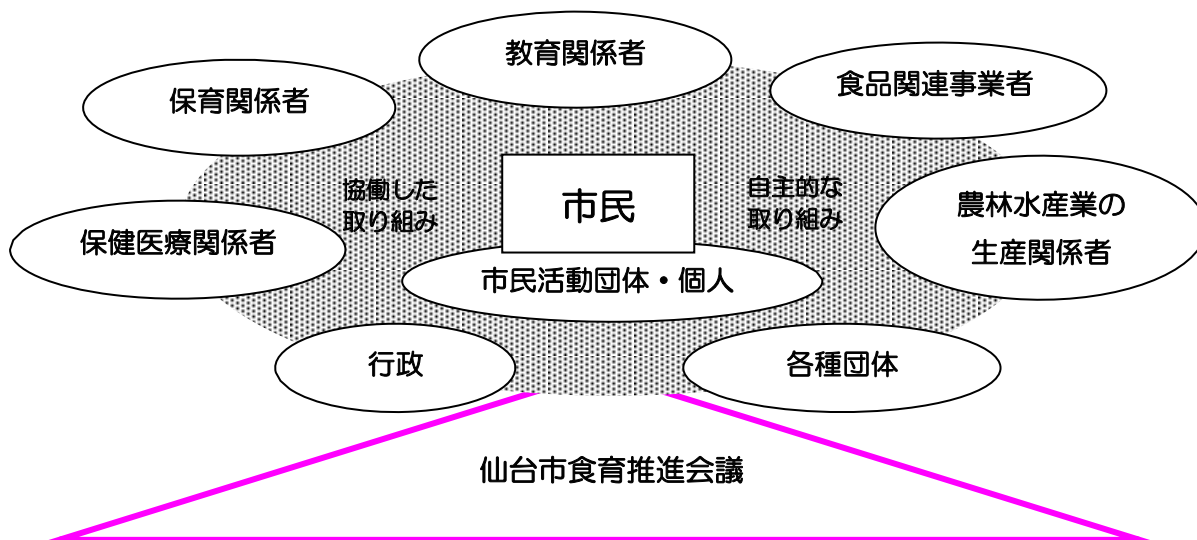 教育関係者
食品関連事業者
保育関係者
協働した
取り組み
市民
自主的な
取り組み
農林水産業の
生産関係者
保健医療関係者
市民活動団体・個人
行政
各種団体
仙台市食育推進会議